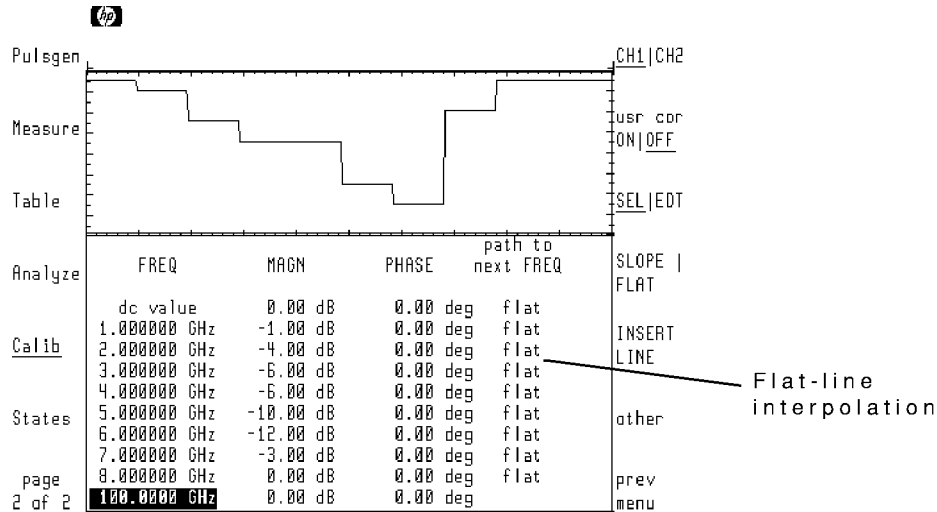 hp
Pulsgen
CH1|CH2
Measure
usr cor
ON|OFF
Table
SEL|EDT
Analyze
FREQ MAGN PHASE path to next FREQ
SLOPE |
FLAT
dc value 0.00 dB 0.00 deg flat
1.000000 GHz -1.00 dB 0.00 deg flat
2.000000 GHz -4.00 dB 0.00 deg flat
3.000000 GHz -6.00 dB 0.00 deg flat
4.000000 GHz -6.00 dB 0.00 deg flat
5.000000 GHz -10.00 dB 0.00 deg flat
6.000000 GHz -12.00 dB 0.00 deg flat
7.000000 GHz -3.00 dB 0.00 deg flat
8.000000 GHz 0.00 dB 0.00 deg flat
100.0000 GHz 0.00 dB 0.00 deg
Calib
INSERT
LINE
States
other
page
2 of 2
prev
menu
Flat-line
interpolation